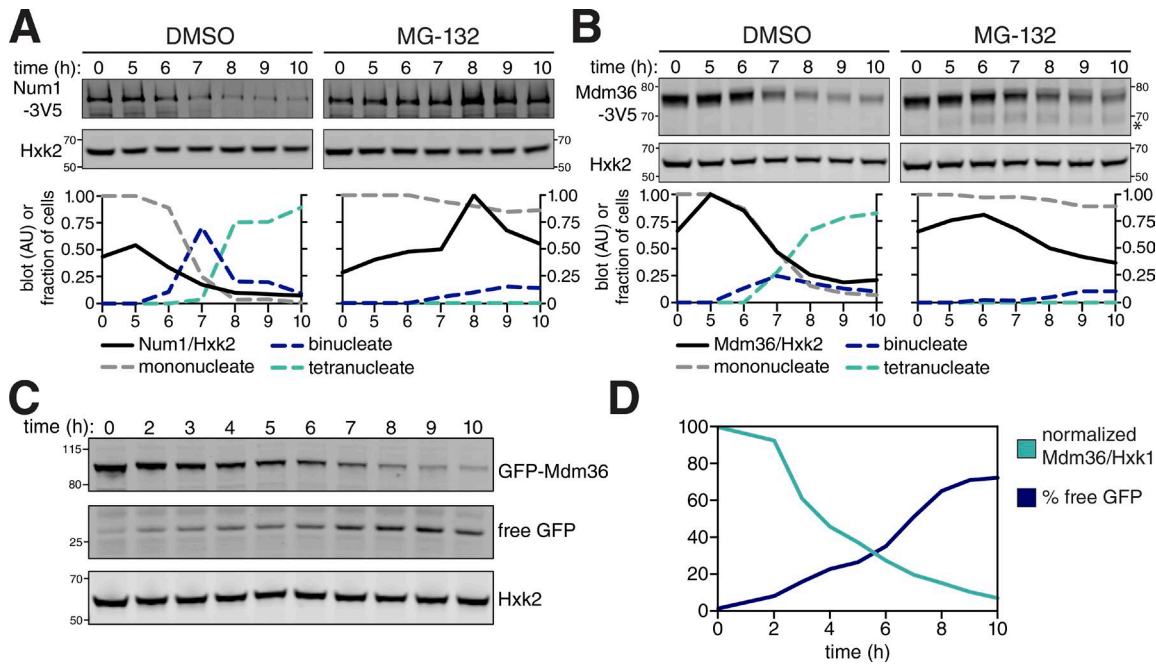 A
DMSO MG-132
time (h): 0 5 6 7 8 9 10 0 5 6 7 8 9 10
Num1
-3V5
70 70
Hxk2
50 50
blot (AU) or
fraction of cells
1.00 1.00
0.75 0.75
0.50 0.50
0.25 0.25
0 0
0 5 6 7 8 9 10 0 5 6 7 8 9 10
Num1/Hxk2 binucleate
mononucleate tetranucleate
B
DMSO MG-132
time (h): 0 5 6 7 8 9 10 0 5 6 7 8 9 10
Mdm36
-3V5
80 80
70 70
*
70 70
Hxk2
50 50
blot (AU) or
fraction of cells
1.00 1.00
0.75 0.75
0.50 0.50
0.25 0.25
0 0
0 5 6 7 8 9 10 0 5 6 7 8 9 10
Mdm36/Hxk2 binucleate
mononucleate tetranucleate
C
time (h): 0 2 3 4 5 6 7 8 9 10
115
GFP-Mdm36
80
free GFP
25
70
Hxk2
50
D
100
80
60
40
20
0
0 2 4 6 8 10
time (h)
normalized
Mdm36/Hxk1
% free GFP